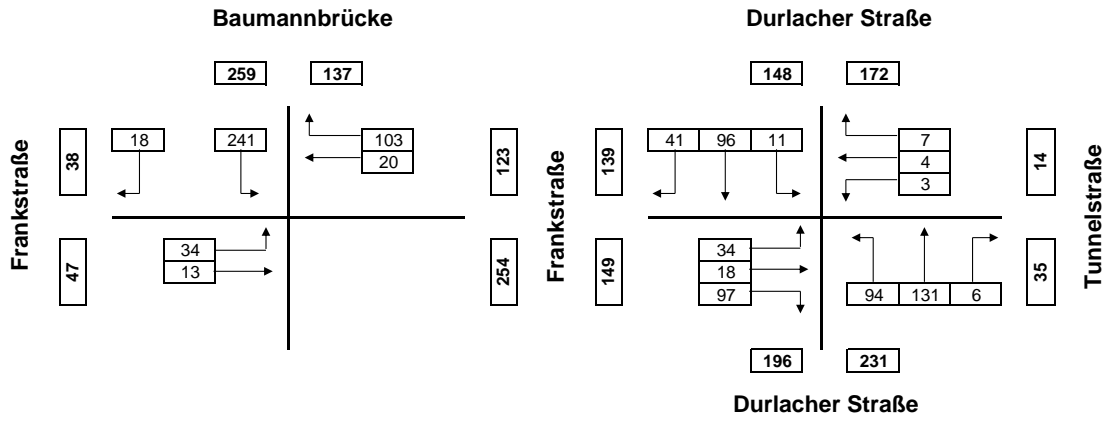 Baumannbrücke
259 137
18 241 103
20
Frankstraße
38
47
123
254
34
13
Durlacher Straße
148 172
41 96 11 7
4
3
Frankstraße
139
149
14
35
Tunnelstraße
34
18
97
94 131 6
196 231
Durlacher Straße